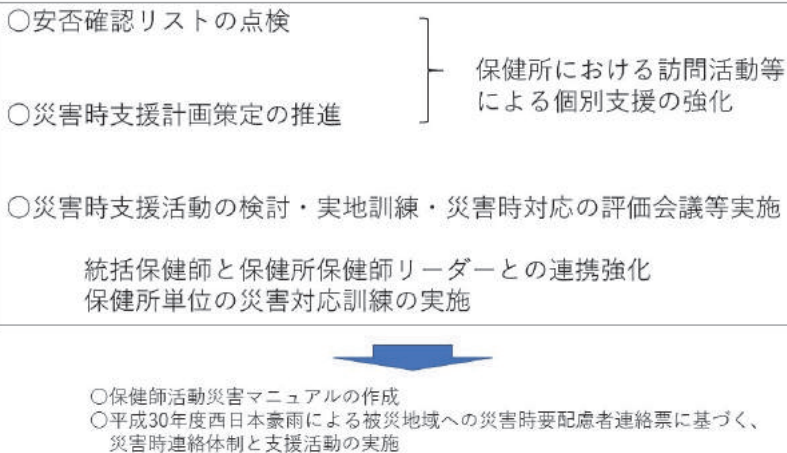 ○安否確認リストの点検
保健所における訪問活動等
による個別支援の強化
○災害時支援計画策定の推進
○災害時支援活動の検討・実地訓練・災害時対応の評価会議等実施
統括保健師と保健所保健師リーダーとの連携強化
保健所単位の災害対応訓練の実施
○保健師活動災害マニュアルの作成
○平成30年度西日本豪雨による被災地域への災害時要配慮者連絡票に基づく、
災害時連絡体制と支援活動の実施